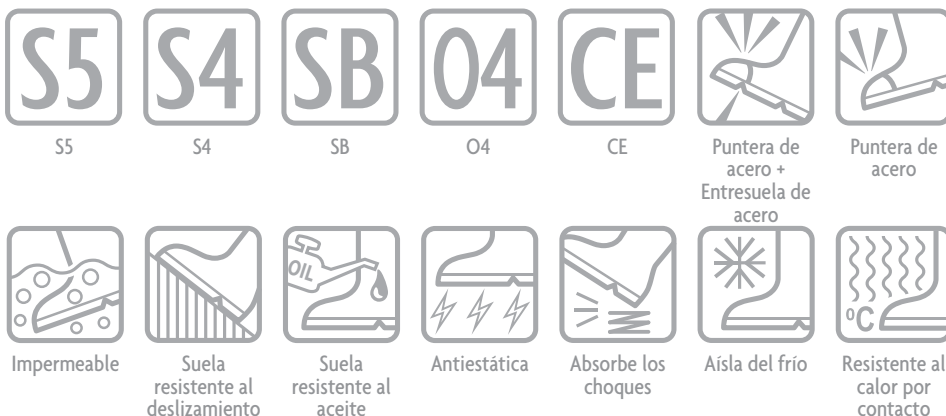 S5 S4 SB O4 CE
S5 S4 SB O4 CE Puntera de acero + Entresuela de acero Puntera de acero
OIL
ºC
Impermeable
Suela
resistente al
deslizamiento
Suela
resistente al
aceite
Antiestática
Absorbe los
choques
Aísla del frío
Resistente al
calor por
contacto